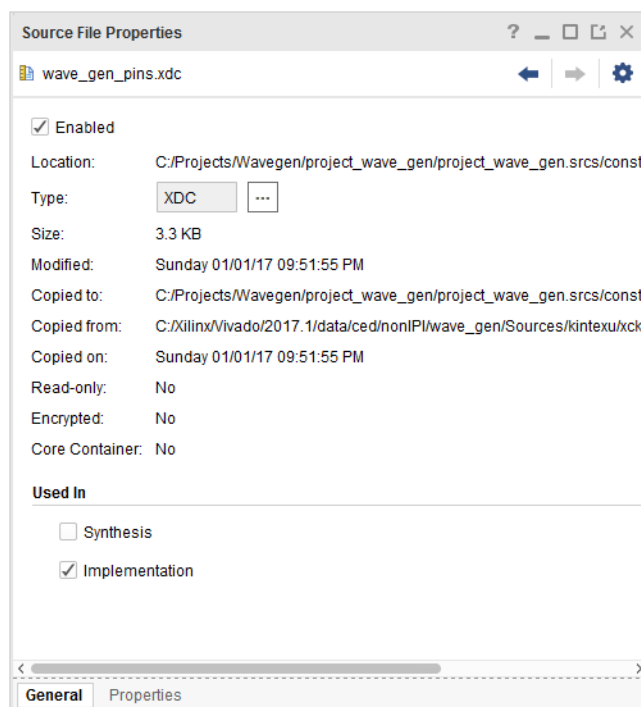 Source File Properties ?
wave_gen_pins.xdc
Enabled
Location: C:/Projects/Wavegen/project_wave_gen/project_wave_gen.srcs/const
Type: XDC ...
Size: 3.3 KB
Modified: Sunday 01/01/17 09:51:55 PM
Copied to: C:/Projects/Wavegen/project_wave_gen/project_wave_gen.srcs/const
Copied from: C:/Xilinx/Vivado/2017.1/data/ced/nonIPI/wave_gen/Sources/kintexu/xck
Copied on: Sunday 01/01/17 09:51:55 PM
Read-only: No
Encrypted: No
Core Container: No
Used In
Synthesis
Implementation
General Properties